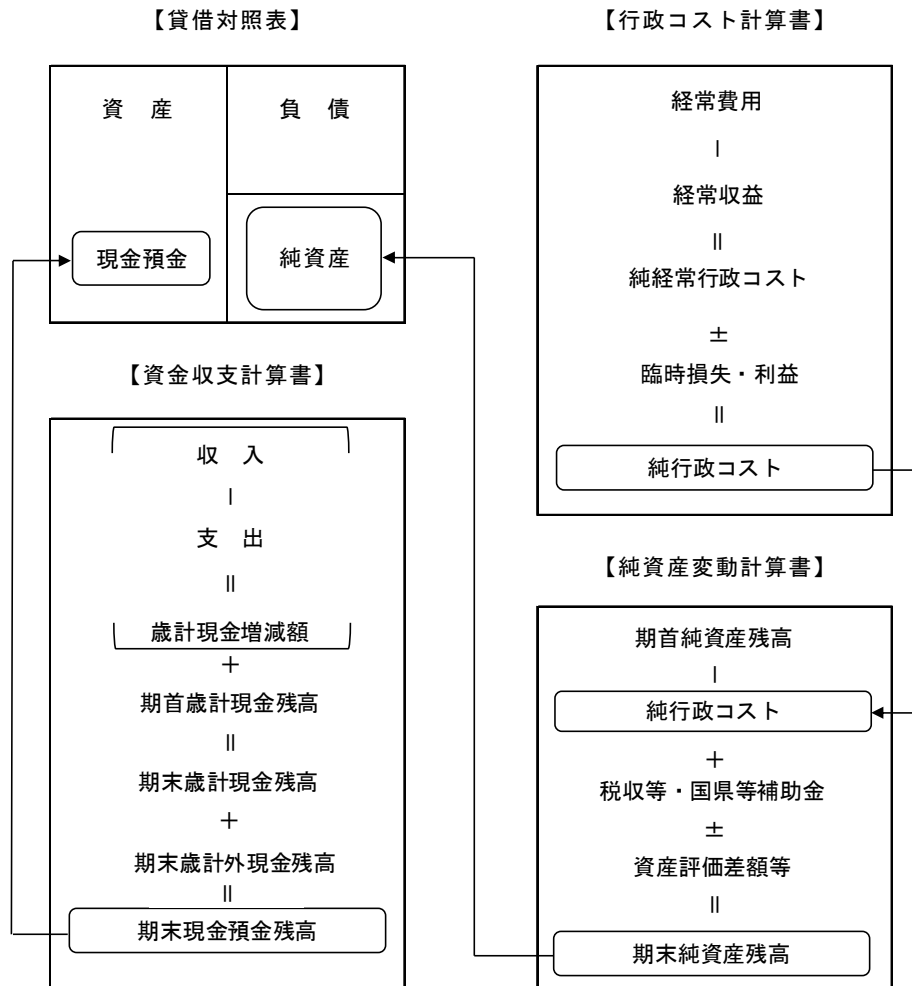 【貸借対照表】
資　産
負　債
現金預金
純資産
【資金収支計算書】
収　入
－
支　出
＝
歳計現金増減額
＋
期首歳計現金残高
＝
期末歳計現金残高
＋
期末歳計外現金残高
＝
期末現金預金残高
【行政コスト計算書】
経常費用
－
経常収益
＝
純経常行政コスト
±
臨時損失・利益
＝
純行政コスト
【純資産変動計算書】
期首純資産残高
－
純行政コスト
＋
税収等・国県等補助金
±
資産評価差額等
＝
期末純資産残高